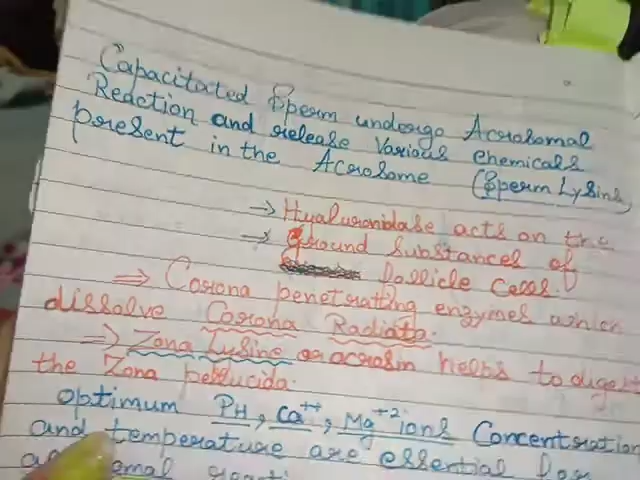 Capacitated Sperm undergo Acrosomal
Reaction and release Various chemicals
present in the Acrosome (Sperm Lysins
→ Hyaluronidase acts on the
→ Ground Substances of
follicle cells.
⇒ Corona penetrating enzymes which
dissolve Corona Radiata.
⇒ Zona Lysine or acrosin helps to digest
the Zona pellucida.
Optimum PH, Ca++, Mg+2 ions Concentration
and temperature are essential for